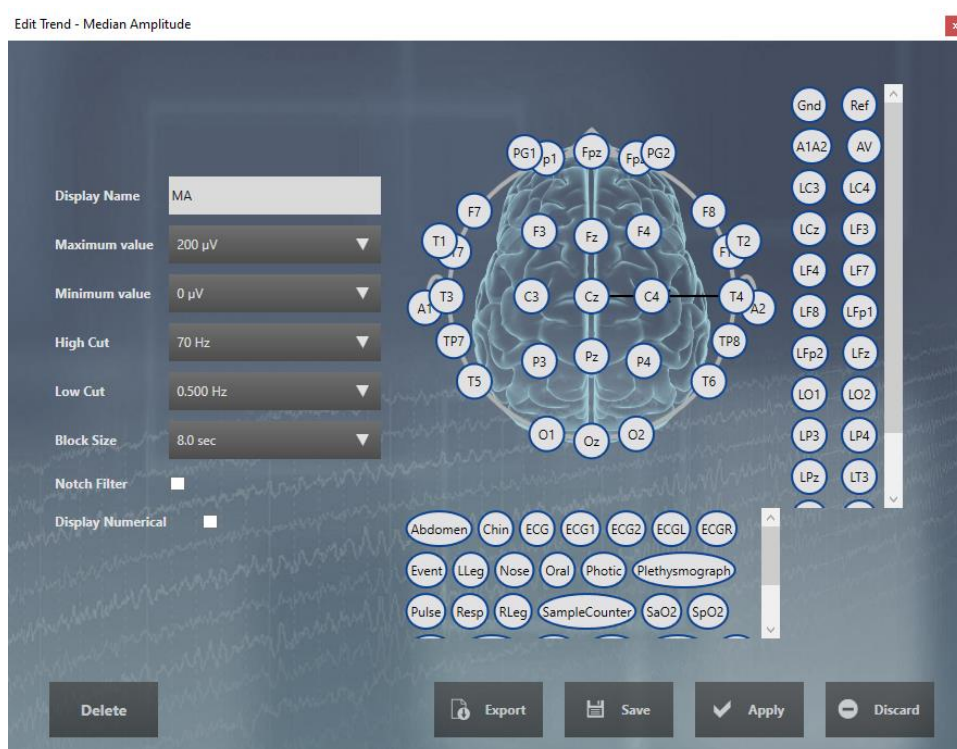 Edit Trend - Median Amplitude
x
Display Name MA
Maximum value 200 µV
Minimum value 0 µV
High Cut 70 Hz
Low Cut 0.500 Hz
Block Size 8.0 sec
Notch Filter
Display Numerical
PG1 p1 Fpz Fp PG2
F7 F8
F3 Fz F4
T1 T2
T3 C3 Cz C4 T4
A1 A2
TP7 TP8
P3 Pz P4
T5 T6
O1 Oz O2
Gnd Ref
A1A2 AV
LC3 LC4
LCz LF3
LF4 LF7
LF8 LFp1
LFp2 LFz
LO1 LO2
LP3 LP4
LPz LT3
Abdomen Chin ECG ECG1 ECG2 ECGL ECGR
Event LLeg Nose Oral Photic Plethysmograph
Pulse Resp RLeg SampleCounter SaO2 SpO2
Delete Export Save Apply Discard